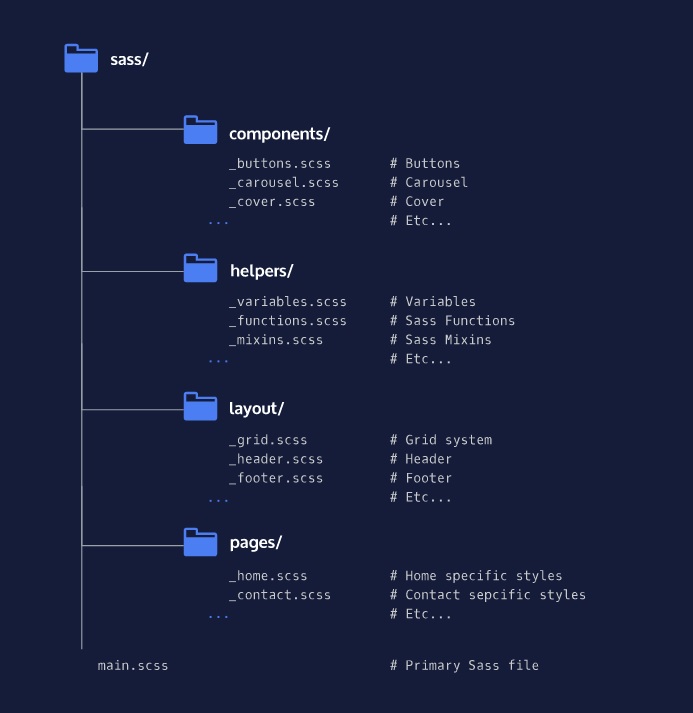 sass/
components/
_buttons.scss # Buttons
_carousel.scss # Carousel
_cover.scss # Cover
... # Etc...
helpers/
_variables.scss # Variables
_functions.scss # Sass Functions
_mixins.scss # Sass Mixins
... # Etc...
layout/
_grid.scss # Grid system
_header.scss # Header
_footer.scss # Footer
... # Etc...
pages/
_home.scss # Home specific styles
_contact.scss # Contact sepcific styles
... # Etc...
main.scss # Primary Sass file